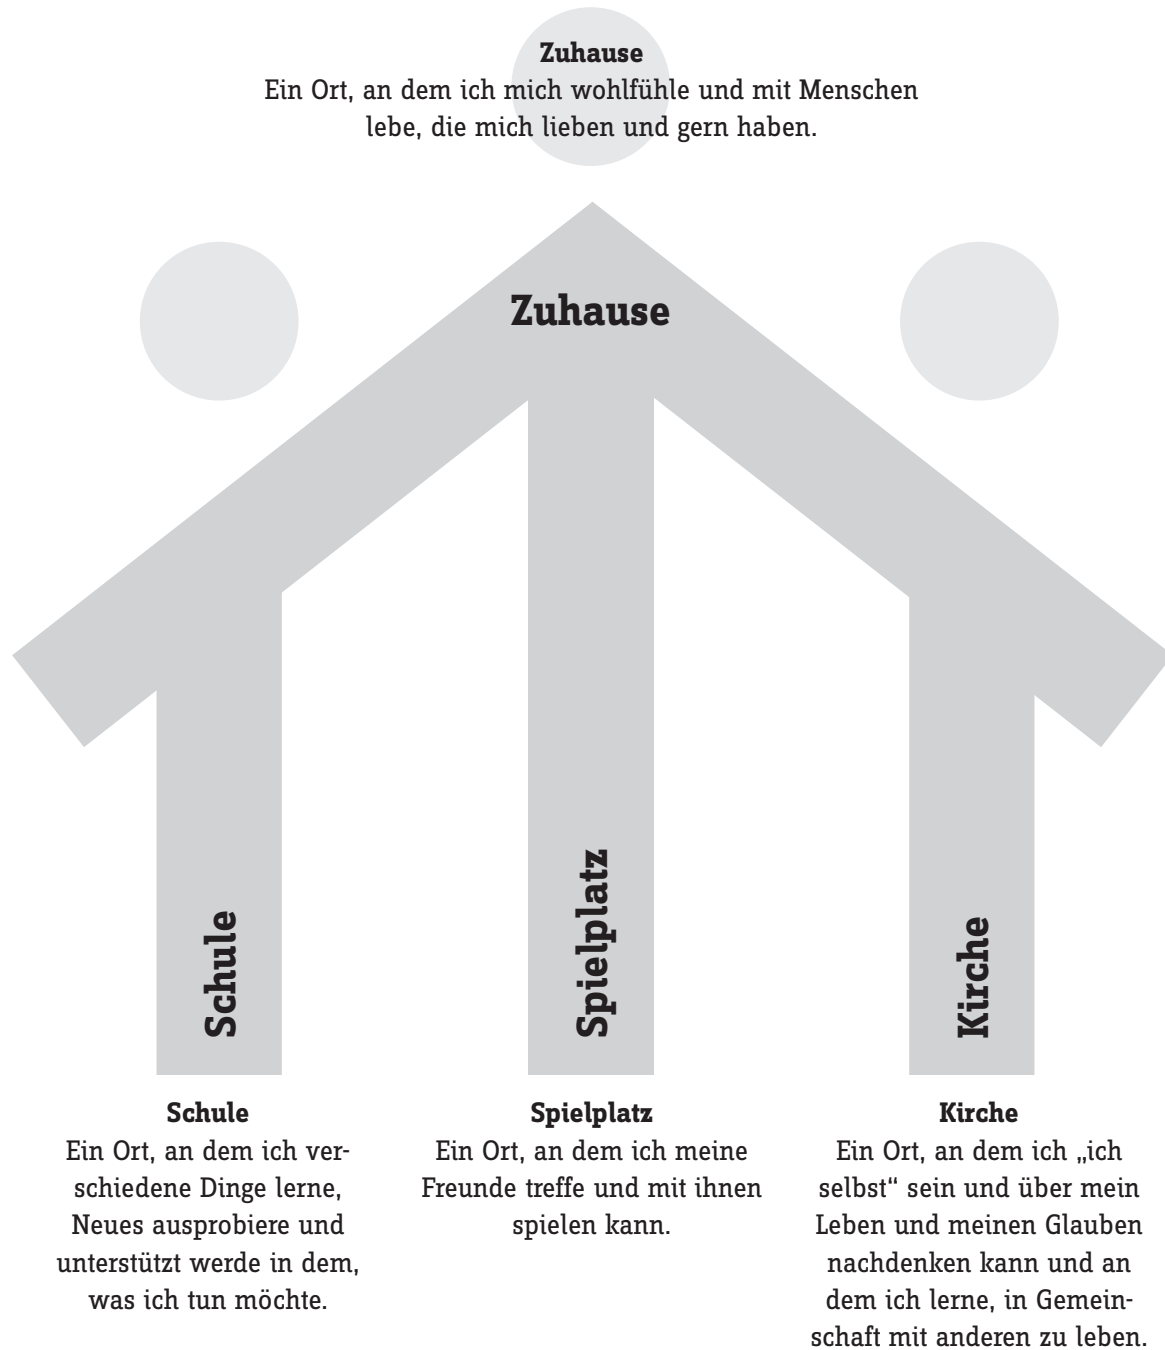 Zuhause
Ein Ort, an dem ich mich wohlfühle und mit Menschen
lebe, die mich lieben und gern haben.
Zuhause
Schule
Spielplatz
Kirche
Schule
Ein Ort, an dem ich ver-
schiedene Dinge lerne,
Neues ausprobiere und
unterstützt werde in dem,
was ich tun möchte.
Spielplatz
Ein Ort, an dem ich meine
Freunde treffe und mit ihnen
spielen kann.
Kirche
Ein Ort, an dem ich „ich
selbst“ sein und über mein
Leben und meinen Glauben
nachdenken kann und an
dem ich lerne, in Gemein-
schaft mit anderen zu leben.